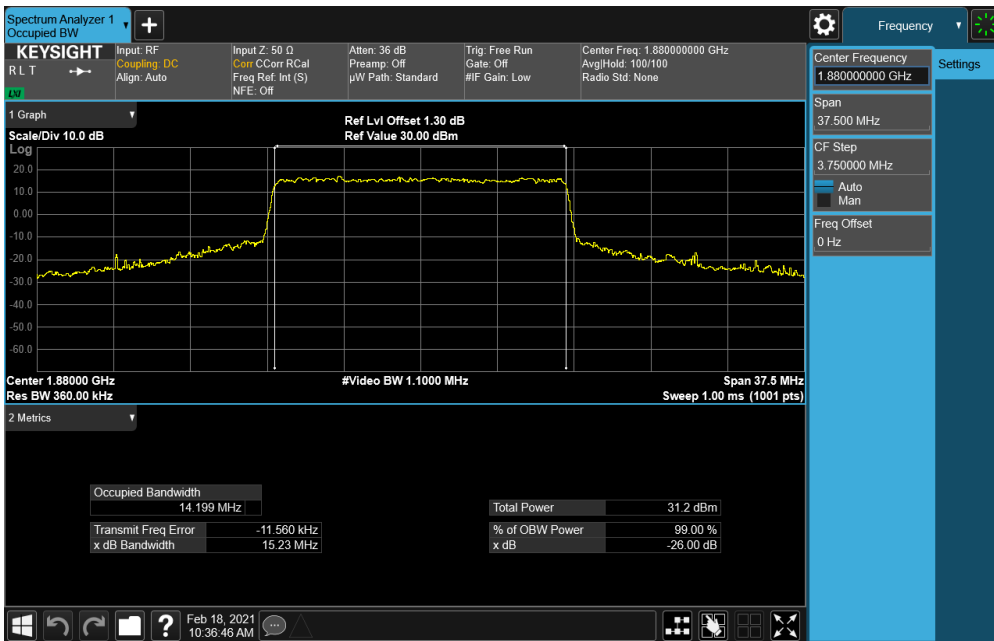 Spectrum Analyzer 1
Occupied BW
Frequency
KEYSIGHT
R L T
LXI
Input: RF
Coupling: DC
Align: Auto
Input Z: 50 Ω
Corr CCorr RCal
Freq Ref: Int (S)
NFE: Off
Atten: 36 dB
Preamp: Off
µW Path: Standard
Trig: Free Run
Gate: Off
#IF Gain: Low
Center Freq: 1.880000000 GHz
Avg|Hold: 100/100
Radio Std: None
Center Frequency
1.880000000 GHz
Settings
Span
37.500 MHz
CF Step
3.750000 MHz
Auto
Man
Freq Offset
0 Hz
1 Graph
Scale/Div 10.0 dB
Ref Lvl Offset 1.30 dB
Ref Value 30.00 dBm
Log
20.0
10.0
0.00
-10.0
-20.0
-30.0
-40.0
-50.0
-60.0
Center 1.88000 GHz
#Video BW 1.1000 MHz
Span 37.5 MHz
Res BW 360.00 kHz
Sweep 1.00 ms (1001 pts)
2 Metrics
Occupied Bandwidth
14.199 MHz
Total Power 31.2 dBm
Transmit Freq Error -11.560 kHz
% of OBW Power 99.00 %
x dB Bandwidth 15.23 MHz
x dB -26.00 dB
Feb 18, 2021
10:36:46 AM